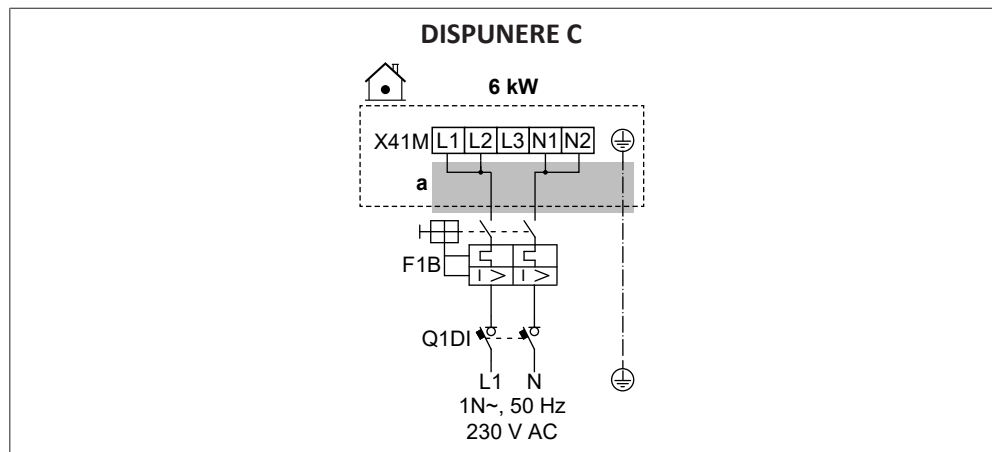 DISPUNERE C
6 kW
X41M L1 L2 L3 N1 N2
a
F1B
I > I >
Q1DI
L1 N
1N~, 50 Hz
230 V AC